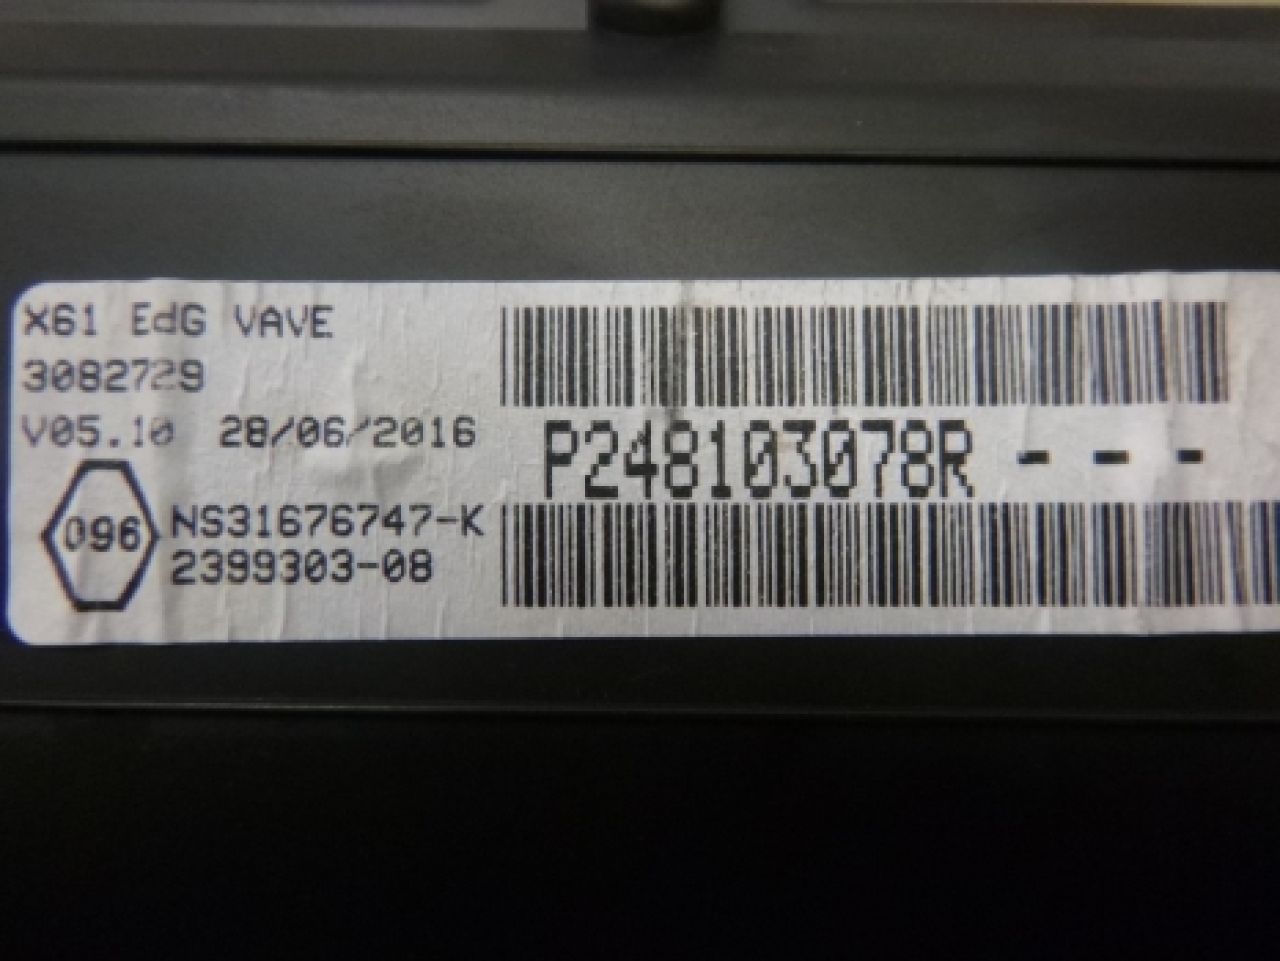 X61 EdG VAVE
3082729
V05.10 28/06/2016
096
NS31676747-K
2399303-08
P248103078R - - -